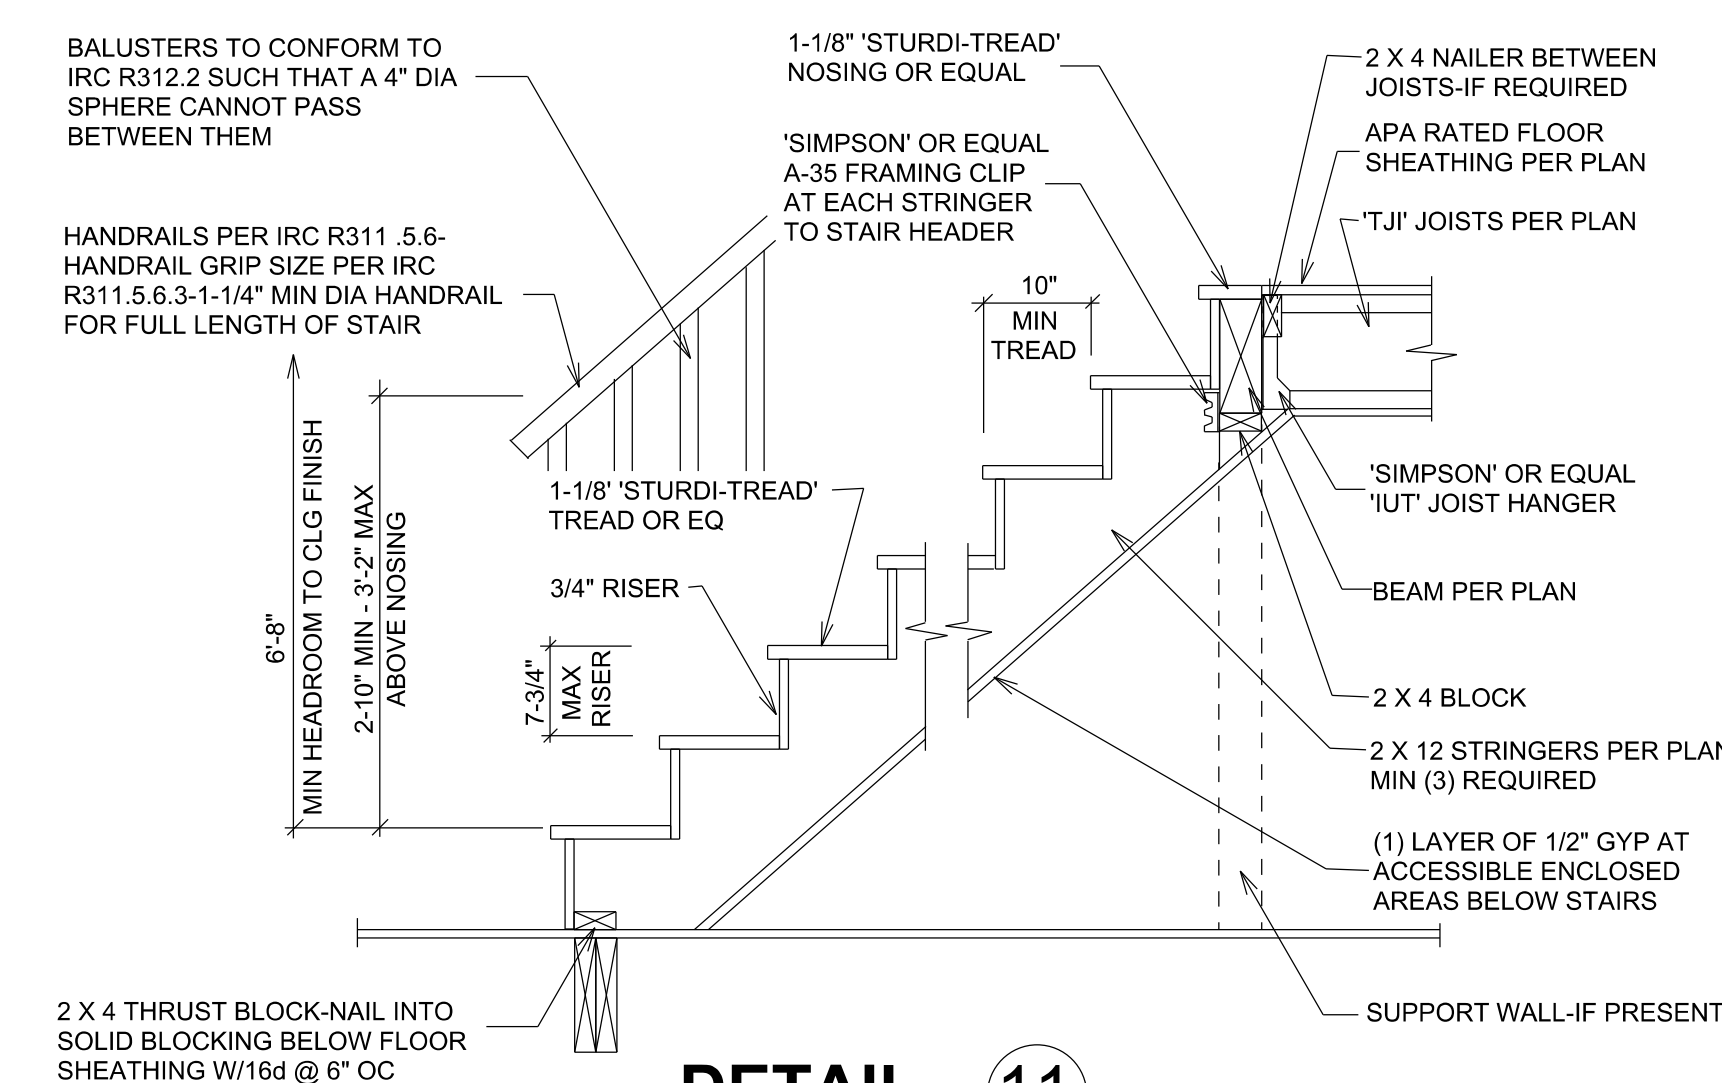 BALUSTERS TO CONFORM TO
IRC R312.2 SUCH THAT A 4" DIA
SPHERE CANNOT PASS
BETWEEN THEM
1-1/8" 'STURDI-TREAD'
NOSING OR EQUAL
2 X 4 NAILER BETWEEN
JOISTS-IF REQUIRED
APA RATED FLOOR
SHEATHING PER PLAN
'SIMPSON' OR EQUAL
A-35 FRAMING CLIP
AT EACH STRINGER
TO STAIR HEADER
'TJI' JOISTS PER PLAN
HANDRAILS PER IRC R311 .5.6-
HANDRAIL GRIP SIZE PER IRC
R311.5.6.3-1-1/4" MIN DIA HANDRAIL
FOR FULL LENGTH OF STAIR
10"
MIN
TREAD
6'-8"
MIN HEADROOM TO CLG FINISH
2-10" MIN - 3'-2" MAX
ABOVE NOSING
1-1/8' 'STURDI-TREAD'
TREAD OR EQ
3/4" RISER
7-3/4"
MAX
RISER
'SIMPSON' OR EQUAL
'IUT' JOIST HANGER
BEAM PER PLAN
2 X 4 BLOCK
2 X 12 STRINGERS PER PLAN
MIN (3) REQUIRED
(1) LAYER OF 1/2" GYP AT
ACCESSIBLE ENCLOSED
AREAS BELOW STAIRS
SUPPORT WALL-IF PRESENT
2 X 4 THRUST BLOCK-NAIL INTO
SOLID BLOCKING BELOW FLOOR
SHEATHING W/16d @ 6" OC
DETAIL 11